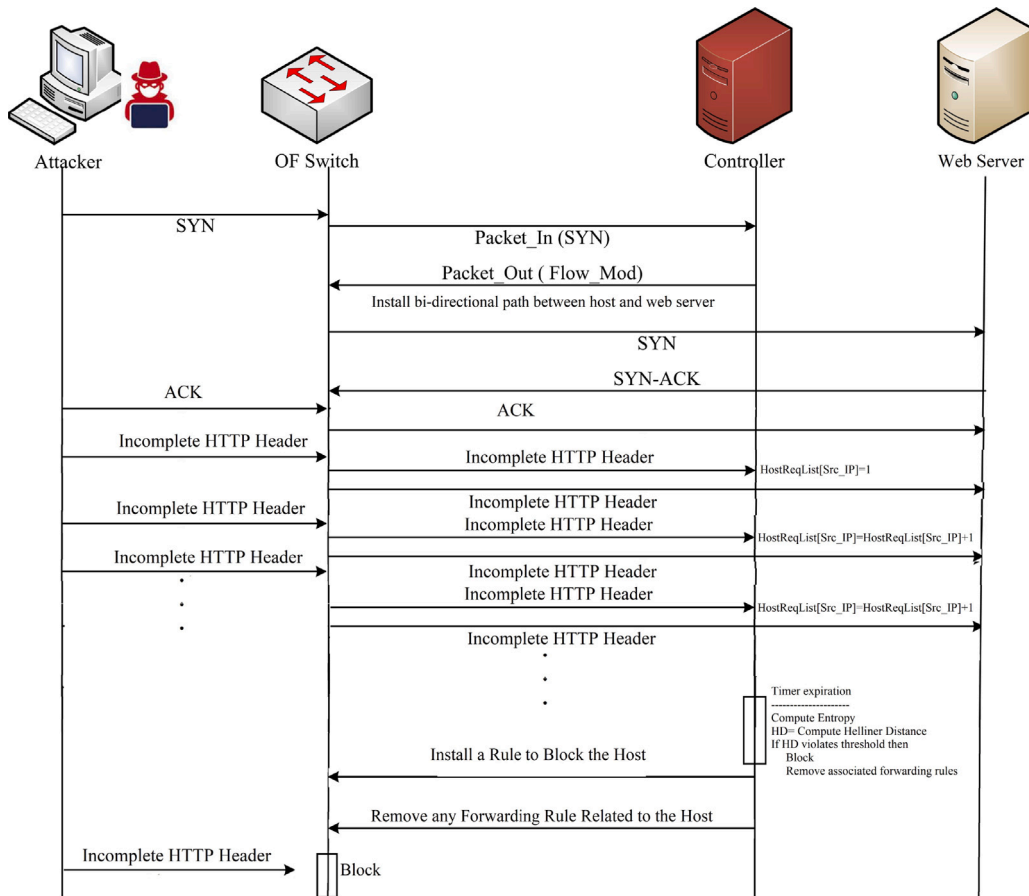 Attacker
OF Switch
Controller
Web Server
SYN
Packet_In (SYN)
Packet_Out ( Flow_Mod)
Install bi-directional path between host and web server
SYN
SYN-ACK
ACK
ACK
Incomplete HTTP Header
Incomplete HTTP Header
HostReqList[Src_IP]=1
Incomplete HTTP Header
Incomplete HTTP Header
Incomplete HTTP Header
HostReqList[Src_IP]=HostReqList[Src_IP]+1
Incomplete HTTP Header
Incomplete HTTP Header
Incomplete HTTP Header
HostReqList[Src_IP]=HostReqList[Src_IP]+1
Incomplete HTTP Header
Timer expiration
---------------------
Compute Entropy
HD= Compute Helliner Distance
If HD violates threshold then
Block
Remove associated forwarding rules
Install a Rule to Block the Host
Remove any Forwarding Rule Related to the Host
Incomplete HTTP Header
Block